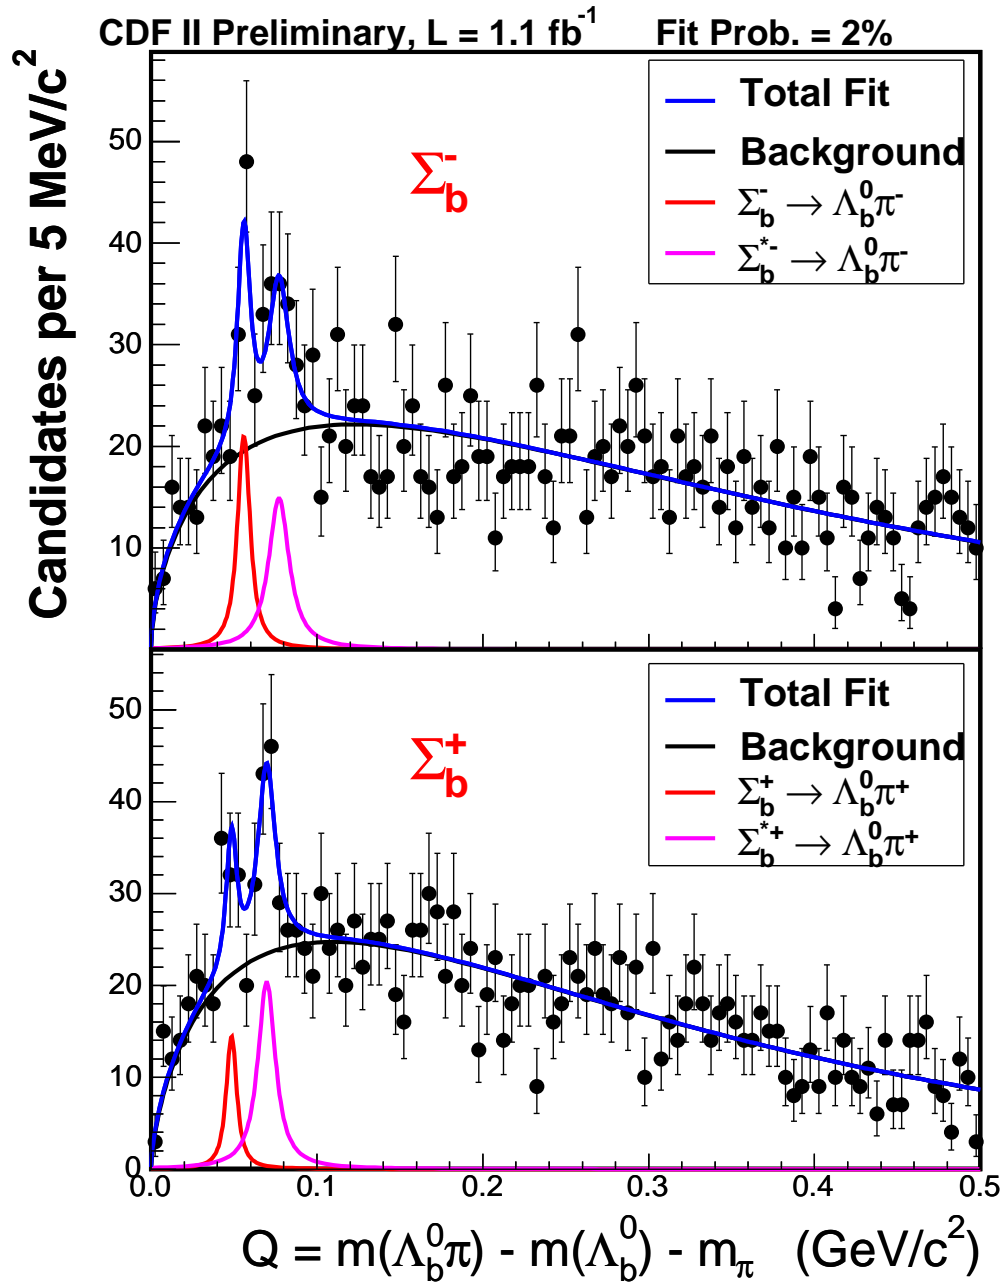 CDF II Preliminary, L = 1.1 fb⁻¹ Fit Prob. = 2%
Candidates per 5 MeV/c²
50
40
30
20
10
Σb⁻
Total Fit
Background
Σb⁻ → Λb⁰π⁻
Σb*⁻ → Λb⁰π⁻
50
40
30
20
10
0
Σb⁺
Total Fit
Background
Σb⁺ → Λb⁰π⁺
Σb*⁺ → Λb⁰π⁺
0.0 0.1 0.2 0.3 0.4 0.5
Q = m(Λb⁰π) - m(Λb⁰) - mπ (GeV/c²)